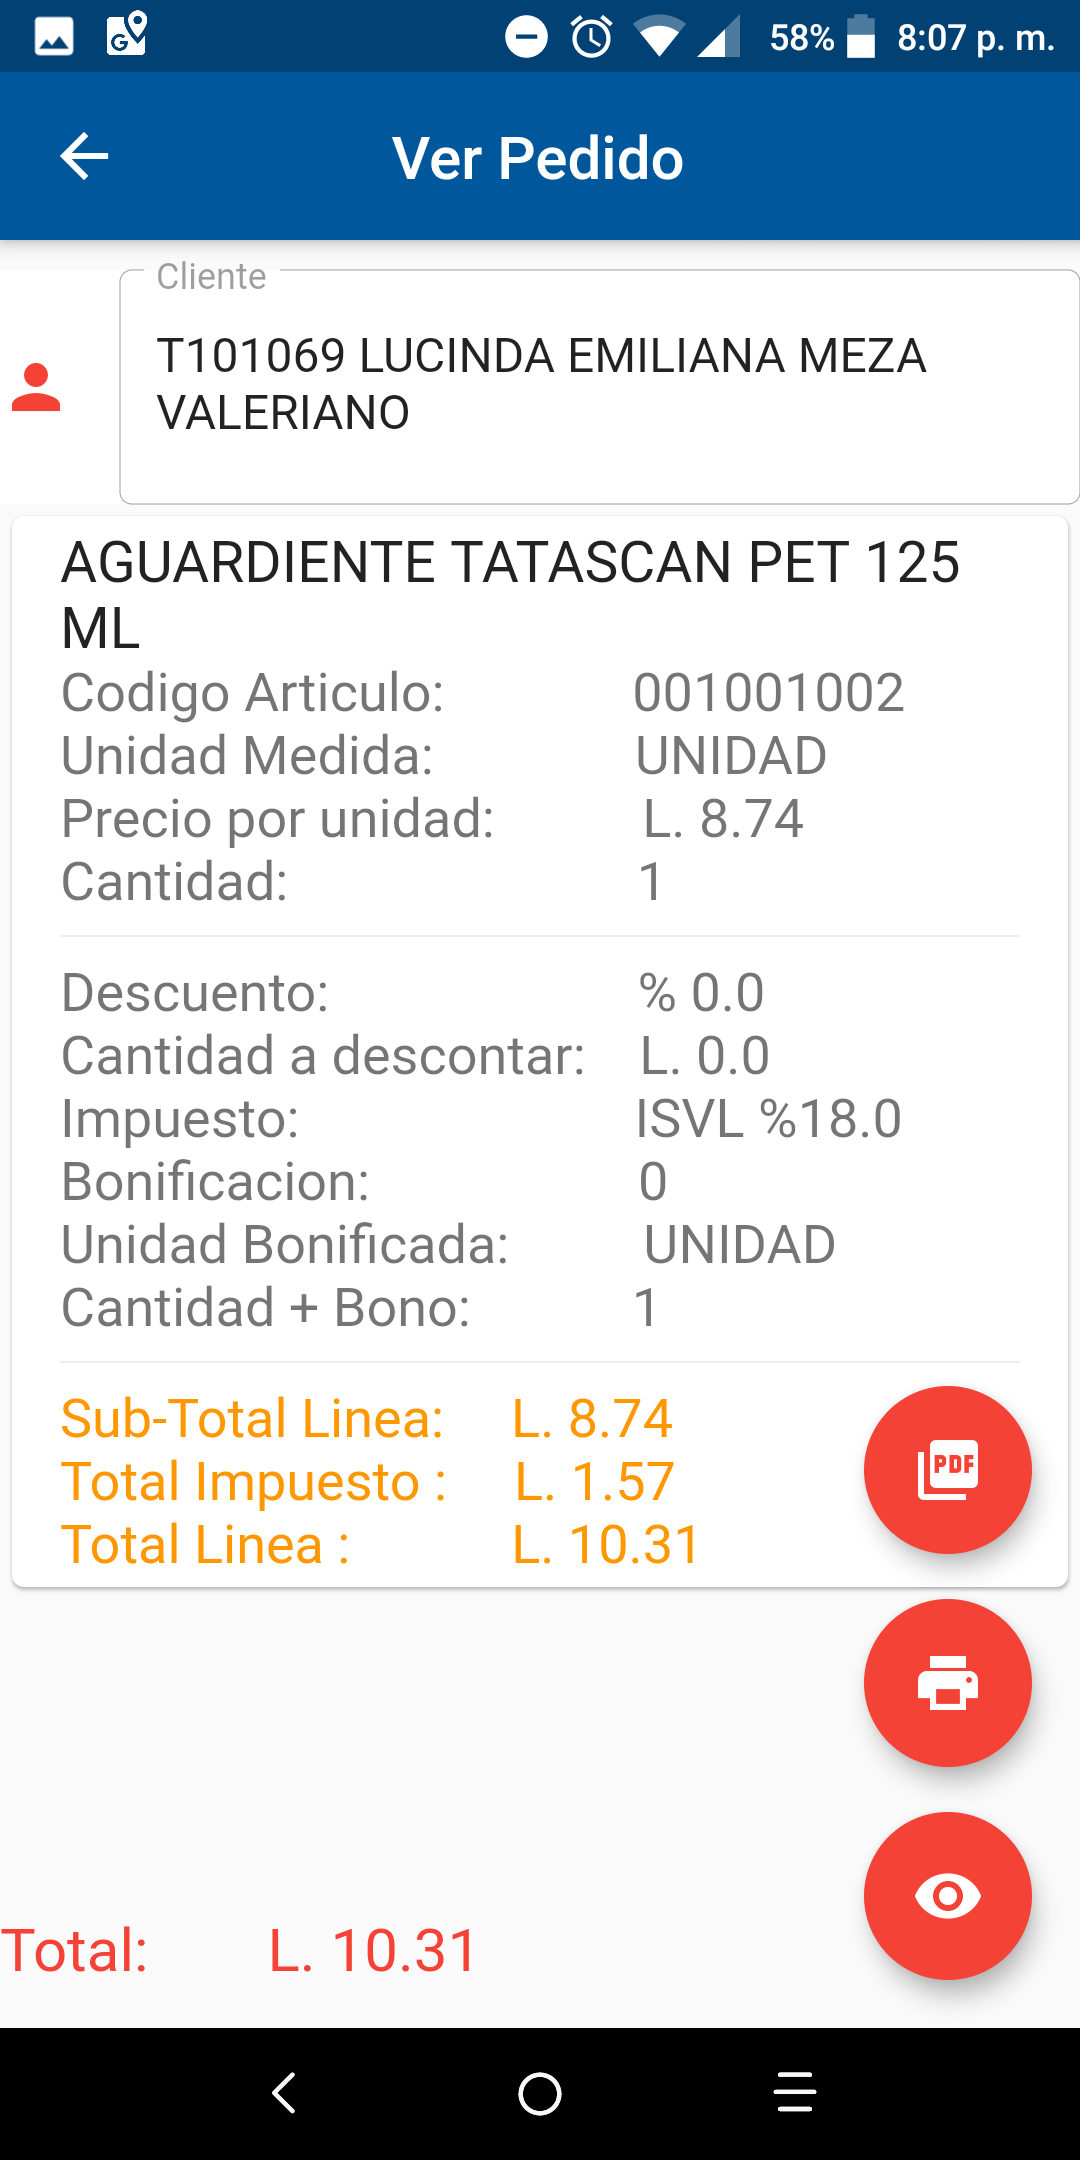 58% 8:07 p. m.
Ver Pedido
Cliente
T101069 LUCINDA EMILIANA MEZA
VALERIANO
AGUARDIENTE TATASCAN PET 125
ML
Codigo Articulo: 001001002
Unidad Medida: UNIDAD
Precio por unidad: L. 8.74
Cantidad: 1
Descuento: % 0.0
Cantidad a descontar: L. 0.0
Impuesto: ISVL %18.0
Bonificacion: 0
Unidad Bonificada: UNIDAD
Cantidad + Bono: 1
Sub-Total Linea: L. 8.74
Total Impuesto : L. 1.57
Total Linea : L. 10.31
PDF
Total: L. 10.31